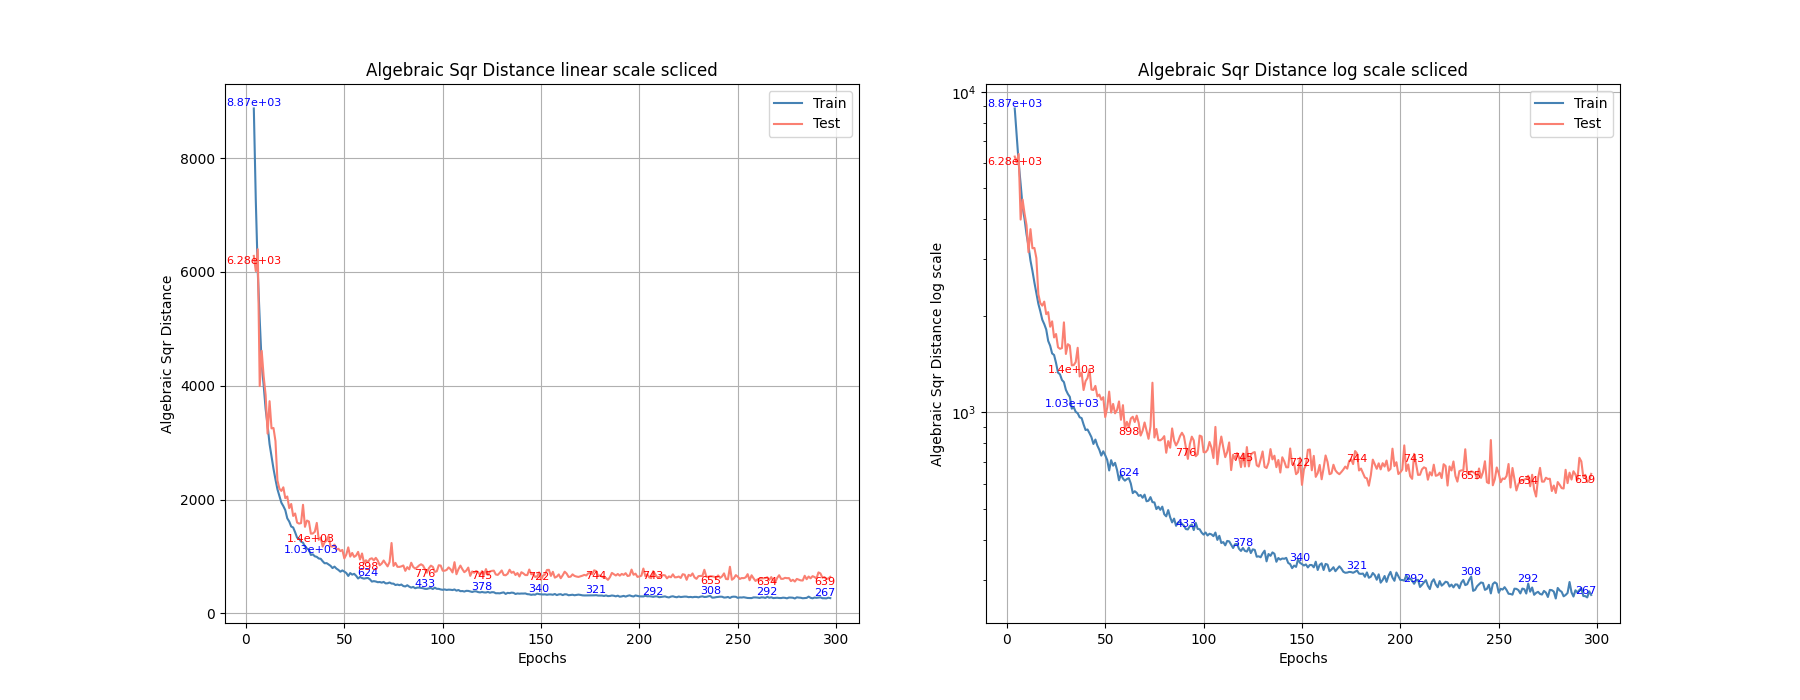 Algebraic Sqr Distance linear scale scliced
Algebraic Sqr Distance
8000
6000
4000
2000
0
8.87e+03
6.28e+03
1.4e+03
1.03e+03
898
624
776
433
745
378
722
340
744
321
743
292
655
308
634
292
639
267
Train
Test
0 50 100 150 200 250 300
Epochs
Algebraic Sqr Distance log scale scliced
Algebraic Sqr Distance log scale
10⁴
10³
8.87e+03
6.28e+03
1.4e+03
1.03e+03
898
624
776
433
745
378
722
340
744
321
743
292
655
308
634
292
639
267
Train
Test
0 50 100 150 200 250 300
Epochs